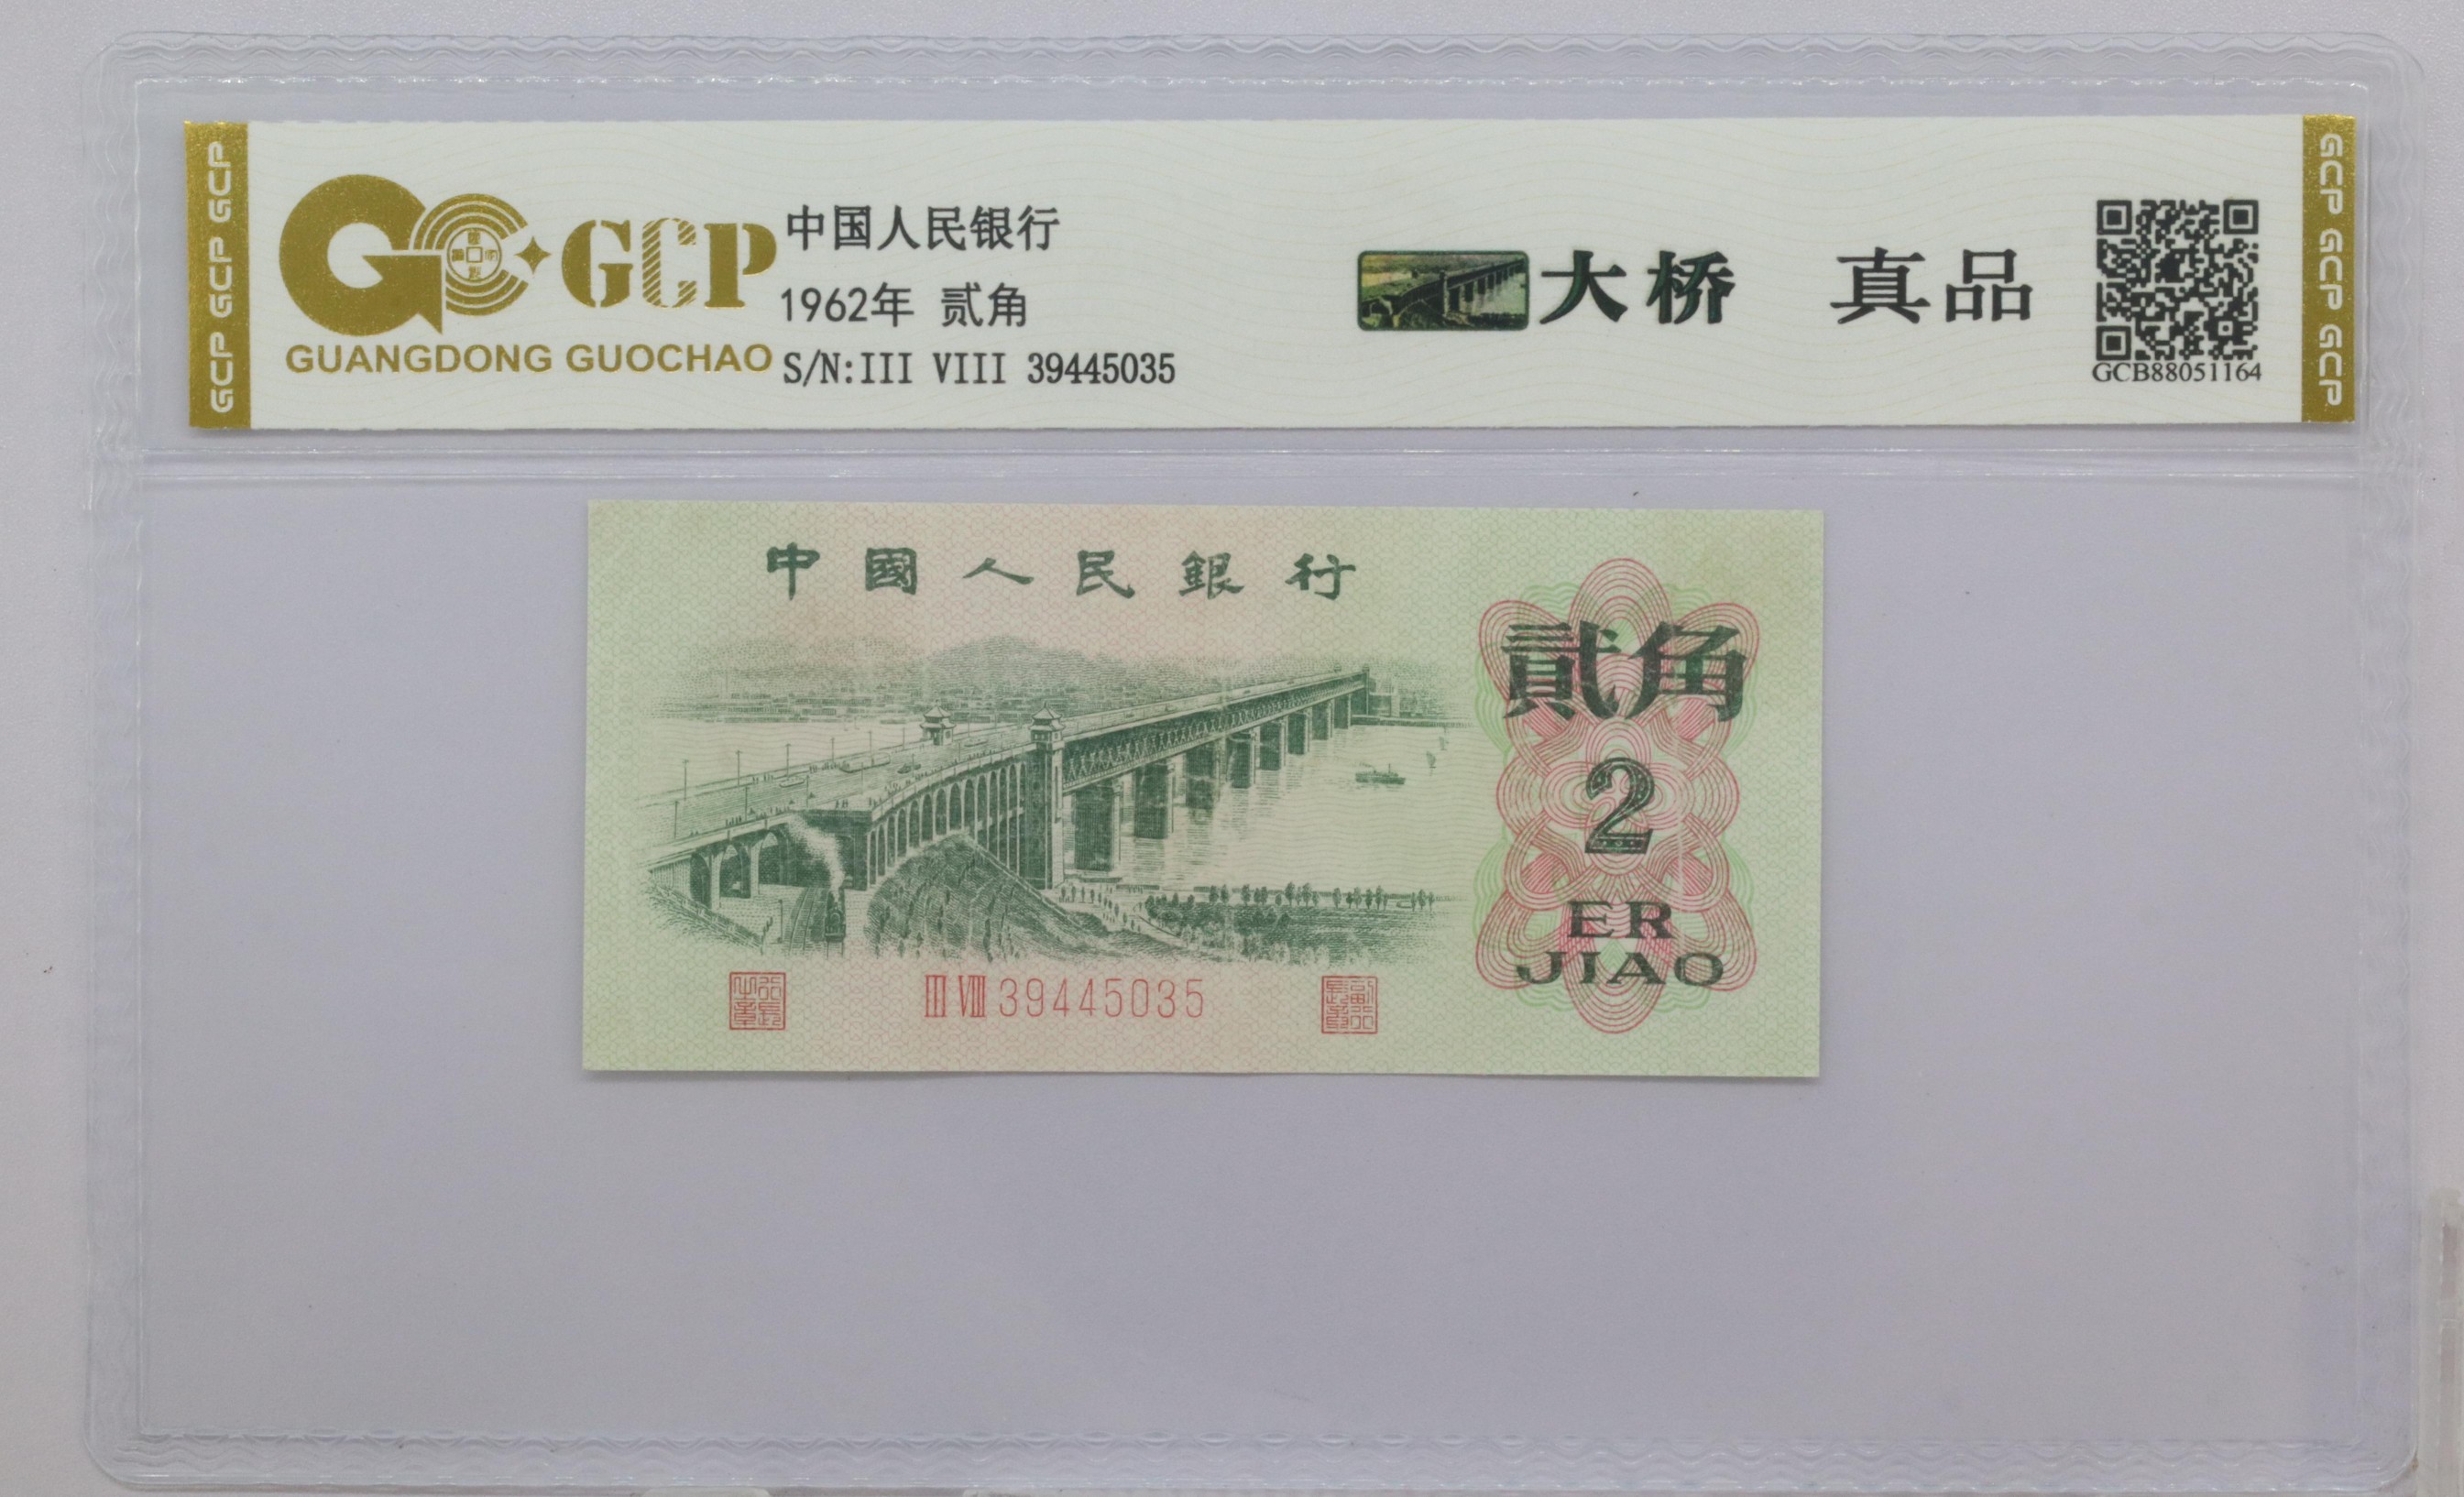 GCP GCP GCP
GCP
GUANGDONG GUOCHAO
中国人民银行
1962年 贰角
S/N:III VIII 39445035
大桥 真品
GCB88051164
GCP GCP GCP
中國人民銀行
貳角
2
ER
JIAO
III VIII 39445035